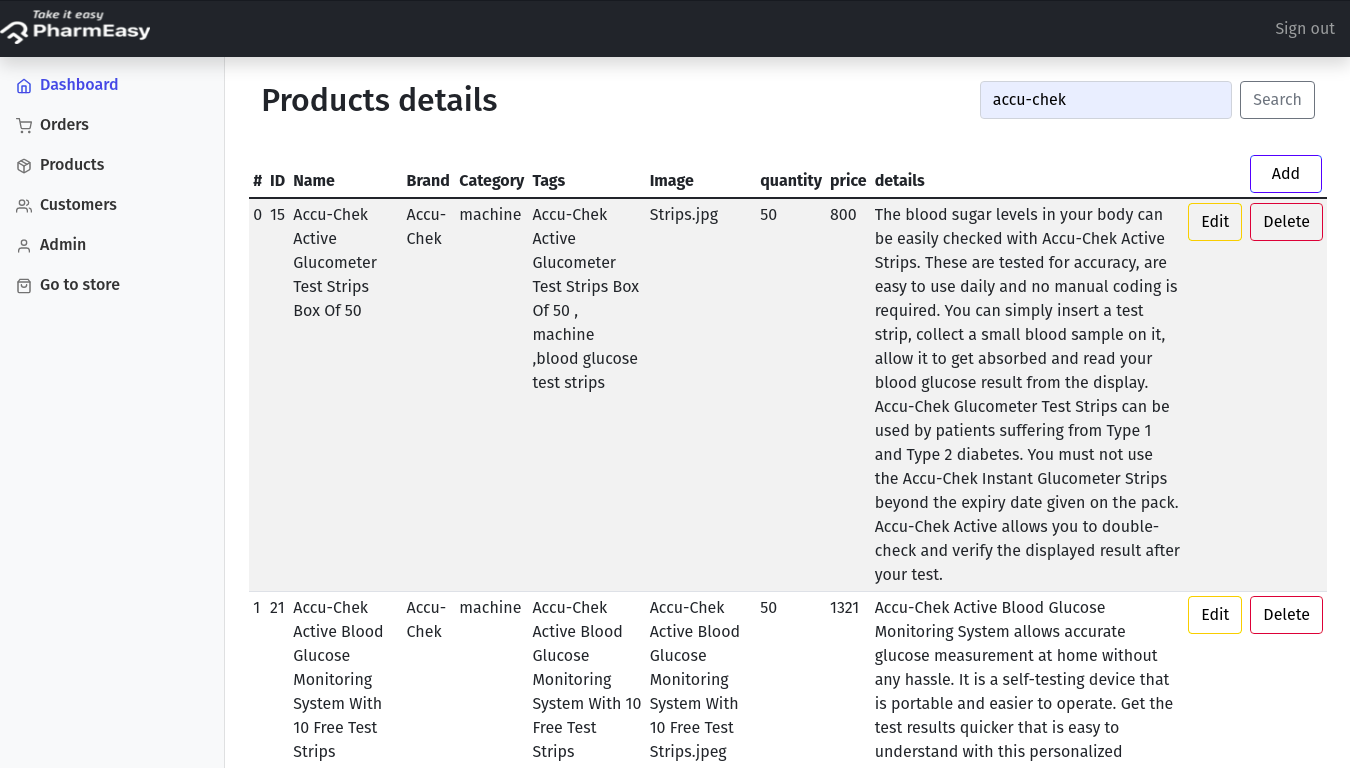 Take it easy
PharmEasy
Sign out
Dashboard
Orders
Products
Customers
Admin
Go to store
Products details
accu-chek
Search
Add
# ID Name Brand Category Tags Image quantity price details
0 15 Accu-Chek Accu- machine Accu-Chek Strips.jpg 50 800 The blood sugar levels in your body can Edit Delete
Active Chek Active be easily checked with Accu-Chek Active
Glucometer Glucometer Strips. These are tested for accuracy, are
Test Strips Test Strips Box easy to use daily and no manual coding is
Box Of 50 Of 50 , required. You can simply insert a test
machine strip, collect a small blood sample on it,
,blood glucose allow it to get absorbed and read your
test strips blood glucose result from the display.
Accu-Chek Glucometer Test Strips can be
used by patients suffering from Type 1
and Type 2 diabetes. You must not use
the Accu-Chek Instant Glucometer Strips
beyond the expiry date given on the pack.
Accu-Chek Active allows you to double-
check and verify the displayed result after
your test.
1 21 Accu-Chek Accu- machine Accu-Chek Accu-Chek 50 1321 Accu-Chek Active Blood Glucose Edit Delete
Active Blood Chek Active Blood Active Blood Monitoring System allows accurate
Glucose Glucose Glucose glucose measurement at home without
Monitoring Monitoring Monitoring any hassle. It is a self-testing device that
System With System With 10 System With is portable and easier to operate. Get the
10 Free Test Free Test 10 Free Test test results quicker that is easy to
Strips Strips Strips.jpeg understand with this personalized